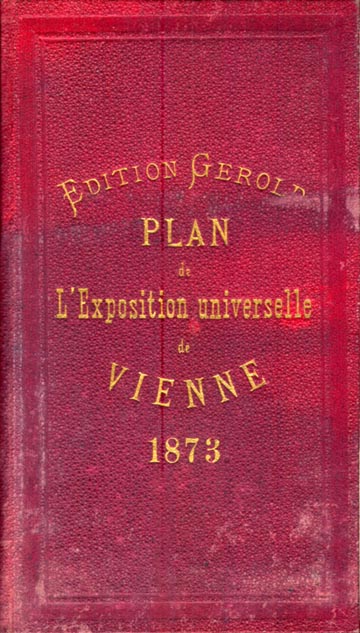 EDITION GEROLD
PLAN
de
L'Exposition universelle
de
VIENNE
1873